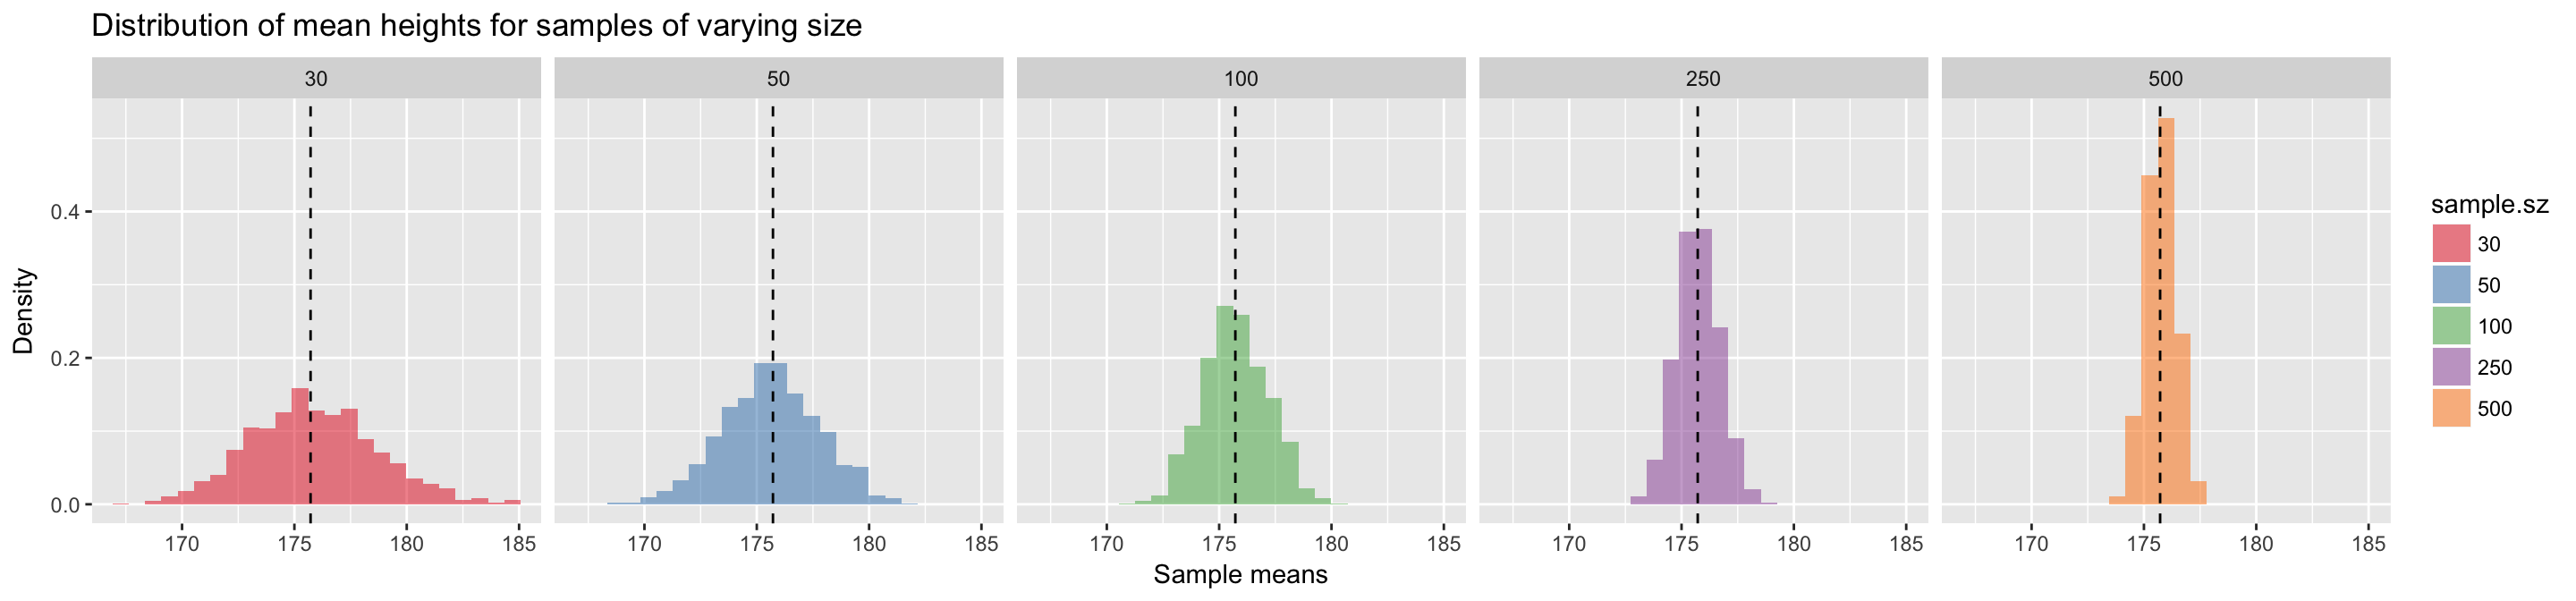 Distribution of mean heights for samples of varying size
30 50 100 250 500
Density
0.4
0.2
0.0
170 175 180 185 170 175 180 185 170 175 180 185 170 175 180 185 170 175 180 185
Sample means
sample.sz
30
50
100
250
500